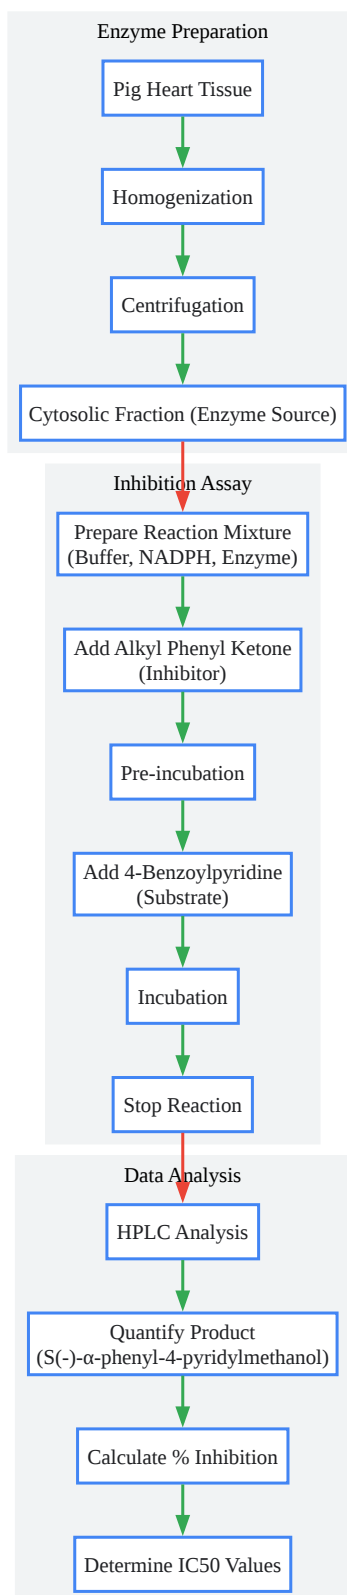 Enzyme Preparation
Pig Heart Tissue
Homogenization
Centrifugation
Cytosolic Fraction (Enzyme Source)
Inhibition Assay
Prepare Reaction Mixture
(Buffer, NADPH, Enzyme)
Add Alkyl Phenyl Ketone
(Inhibitor)
Pre-incubation
Add 4-Benzoylpyridine
(Substrate)
Incubation
Stop Reaction
Data Analysis
HPLC Analysis
Quantify Product
(S(-)-α-phenyl-4-pyridylmethanol)
Calculate % Inhibition
Determine IC50 Values